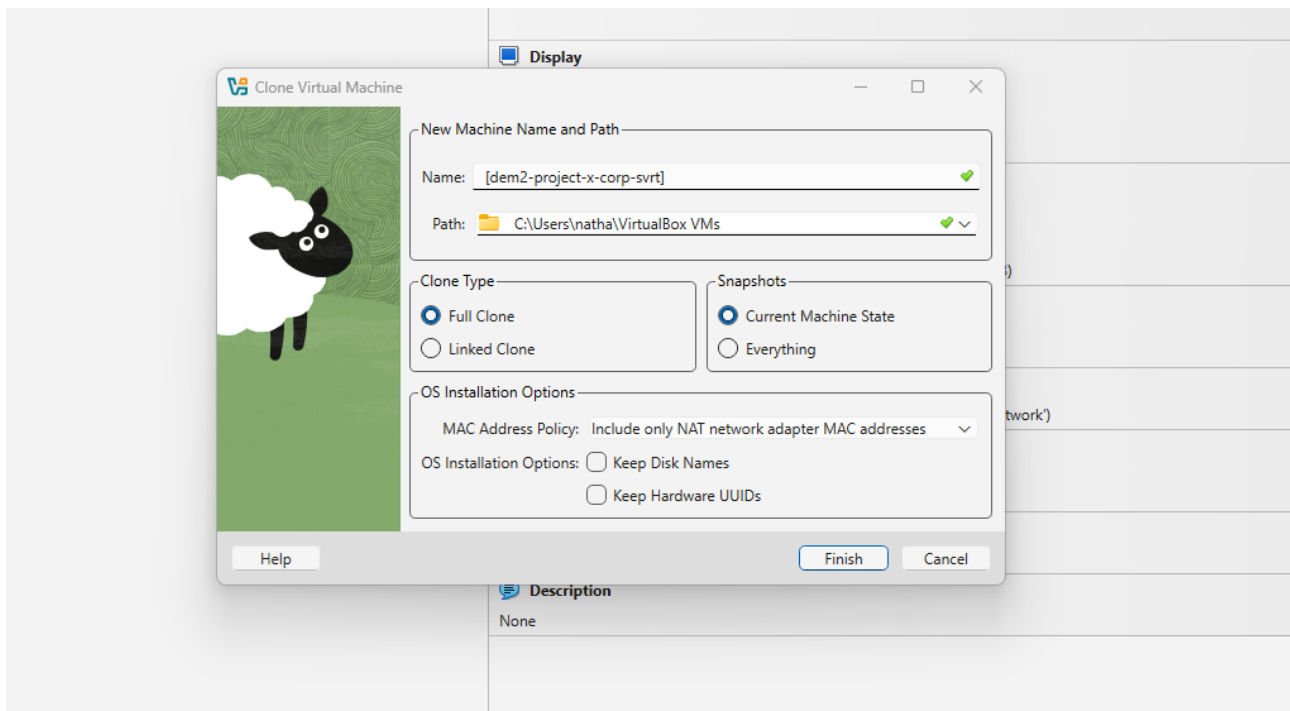 Display
Clone Virtual Machine
New Machine Name and Path
Name: [dem2-project-x-corp-svrt]
Path: C:\Users\natha\VirtualBox VMs
Clone Type
Full Clone
Linked Clone
Snapshots
Current Machine State
Everything
OS Installation Options
MAC Address Policy: Include only NAT network adapter MAC addresses
OS Installation Options: Keep Disk Names
Keep Hardware UUIDs
Help
Finish
Cancel
twork')
Description
None